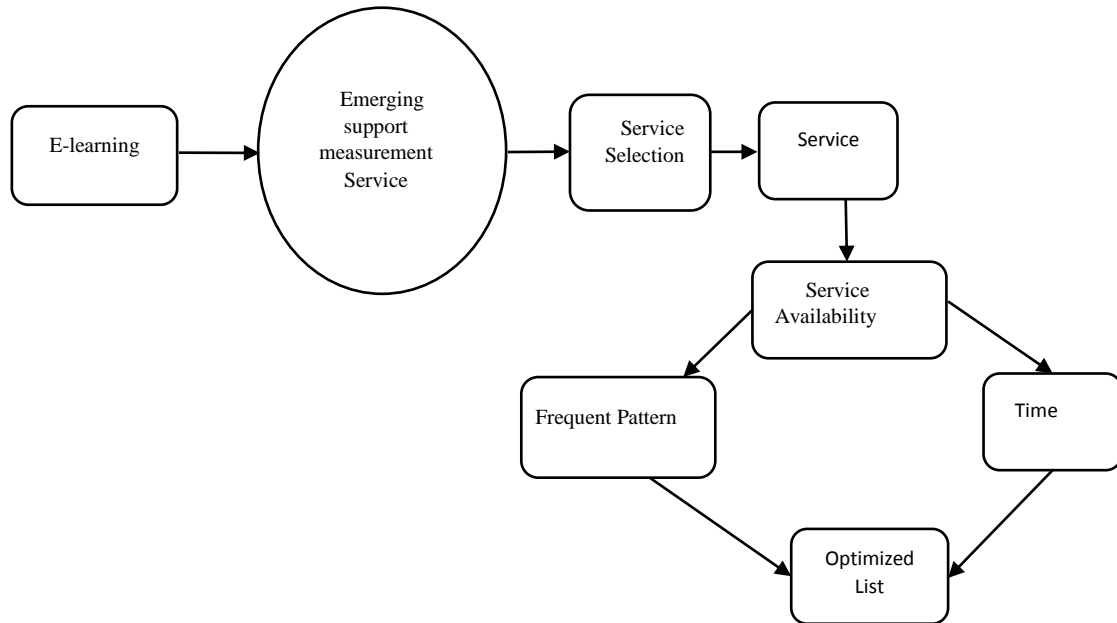 E-learning
Emerging
support
measurement
Service
Service
Selection
Service
Service
Availability
Frequent Pattern
Time
Optimized
List